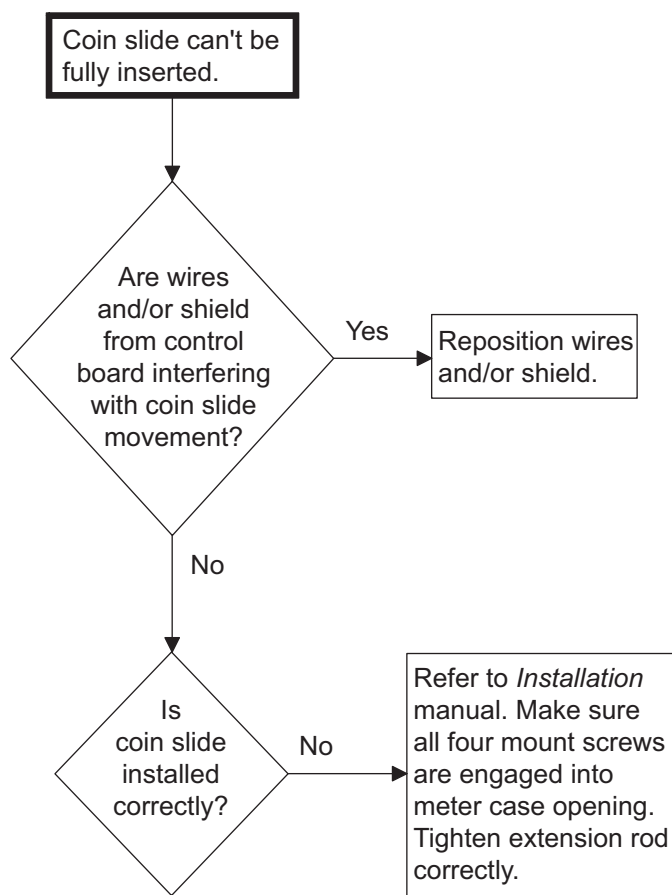 Coin slide can't be
fully inserted.
Are wires
and/or shield
from control
board interfering
with coin slide
movement?
Yes
Reposition wires
and/or shield.
No
Is
coin slide
installed
correctly?
No
Refer to Installation
manual. Make sure
all four mount screws
are engaged into
meter case opening.
Tighten extension rod
correctly.